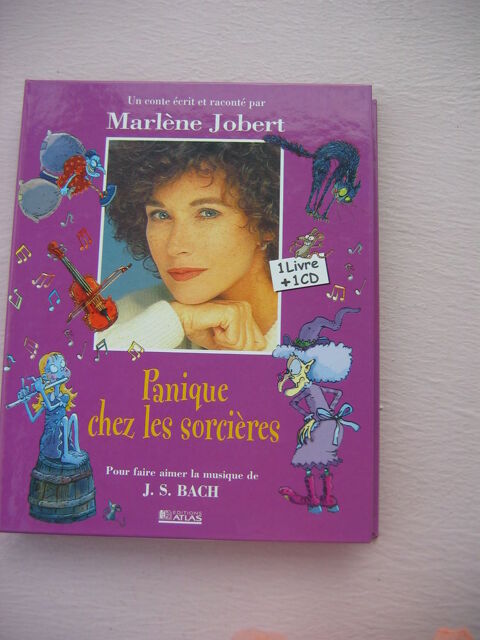 Un conte écrit et raconté par
Marlène Jobert
1 Livre
+ 1 CD
Panique
chez les sorcières
Pour faire aimer la musique de
J. S. BACH
EDITIONS
ATLAS